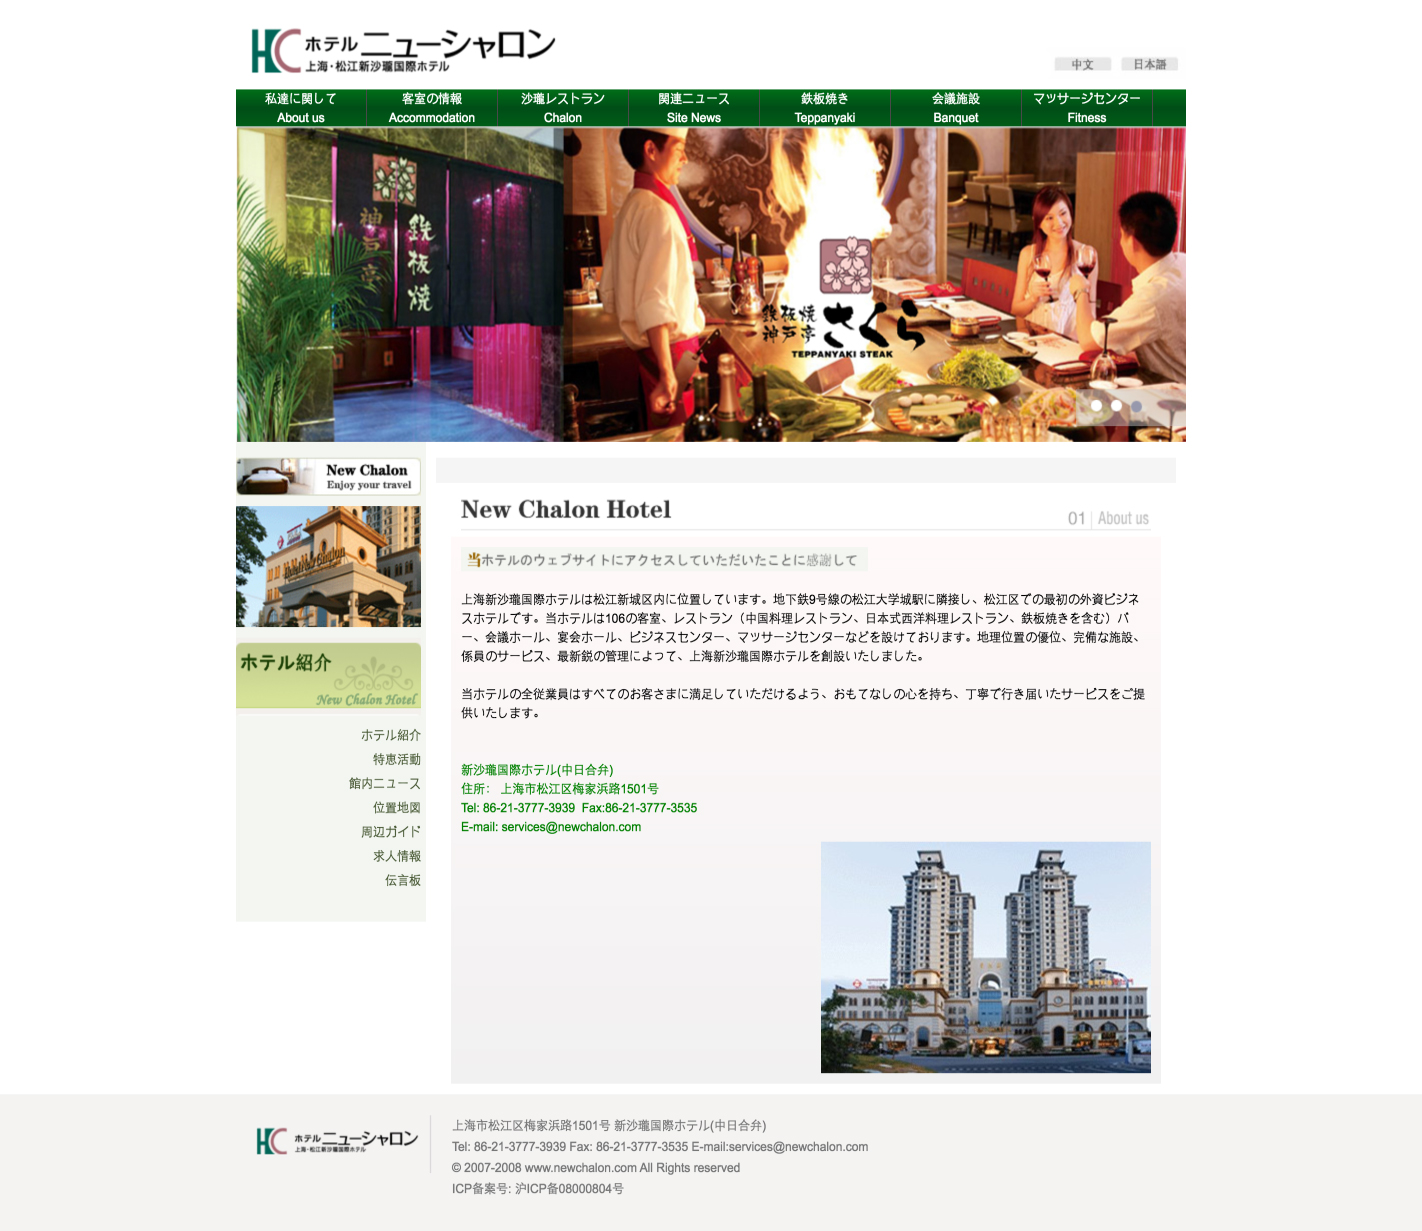 HC ホテル ニューシャロン
上海・松江新沙瓏国際ホテル
中文 日本語
私達に関して 客室の情報 沙瓏レストラン 関連ニュース 鉄板焼き 会議施設 マッサージセンター
About us Accommodation Chalon Site News Teppanyaki Banquet Fitness
神戸亭
鉄板焼
鉄板焼
神戸亭
さくら
TEPPANYAKI STEAK
New Chalon
Enjoy your travel
Hotel New Chalon
ホテル紹介
New Chalon Hotel
ホテル紹介
特恵活動
館内ニュース
位置地図
周辺ガイド
求人情報
伝言板
New Chalon Hotel
01 | About us
当ホテルのウェブサイトにアクセスしていただいたことに感謝して
上海新沙瓏国際ホテルは松江新城区内に位置しています。地下鉄9号線の松江大学城駅に隣接し、松江区での最初の外資ビジネ
スホテルです。当ホテルは106の客室、レストラン（中国料理レストラン、日本式西洋料理レストラン、鉄板焼きを含む）バ
ー、会議ホール、宴会ホール、ビジネスセンター、マッサージセンターなどを設けております。地理位置の優位、完備な施設、
係員のサービス、最新鋭の管理によって、上海新沙瓏国際ホテルを創設いたしました。
当ホテルの全従業員はすべてのお客さまに満足していただけるよう、おもてなしの心を持ち、丁寧で行き届いたサービスをご提
供いたします。
新沙瓏国際ホテル(中日合弁)
住所： 上海市松江区梅家浜路1501号
Tel: 86-21-3777-3939 Fax:86-21-3777-3535
E-mail: services@newchalon.com
HC ホテル ニューシャロン
上海・松江新沙瓏国際ホテル
上海市松江区梅家浜路1501号 新沙瓏国際ホテル(中日合弁)
Tel: 86-21-3777-3939 Fax: 86-21-3777-3535 E-mail:services@newchalon.com
© 2007-2008 www.newchalon.com All Rights reserved
ICP备案号: 沪ICP备08000804号